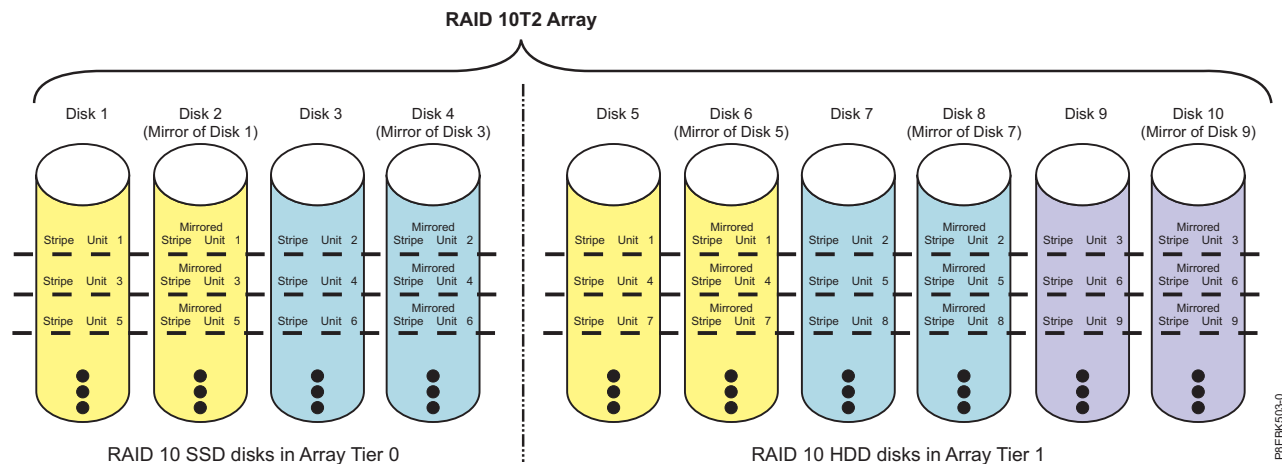 RAID 10T2 Array
Disk 1
Disk 2
(Mirror of Disk 1)
Disk 3
Disk 4
(Mirror of Disk 3)
Disk 5
Disk 6
(Mirror of Disk 5)
Disk 7
Disk 8
(Mirror of Disk 7)
Disk 9
Disk 10
(Mirror of Disk 9)
Stripe Unit 1
Mirrored
Stripe Unit 1
Stripe Unit 2
Mirrored
Stripe Unit 2
Stripe Unit 1
Mirrored
Stripe Unit 1
Stripe Unit 2
Mirrored
Stripe Unit 2
Stripe Unit 3
Mirrored
Stripe Unit 3
Stripe Unit 3
Mirrored
Stripe Unit 3
Stripe Unit 4
Mirrored
Stripe Unit 4
Stripe Unit 4
Mirrored
Stripe Unit 4
Stripe Unit 5
Mirrored
Stripe Unit 5
Stripe Unit 6
Mirrored
Stripe Unit 6
Stripe Unit 5
Mirrored
Stripe Unit 5
Stripe Unit 6
Mirrored
Stripe Unit 6
Stripe Unit 7
Mirrored
Stripe Unit 7
Stripe Unit 8
Mirrored
Stripe Unit 8
Stripe Unit 9
Mirrored
Stripe Unit 9
RAID 10 SSD disks in Array Tier 0
RAID 10 HDD disks in Array Tier 1
P8EBK503-0